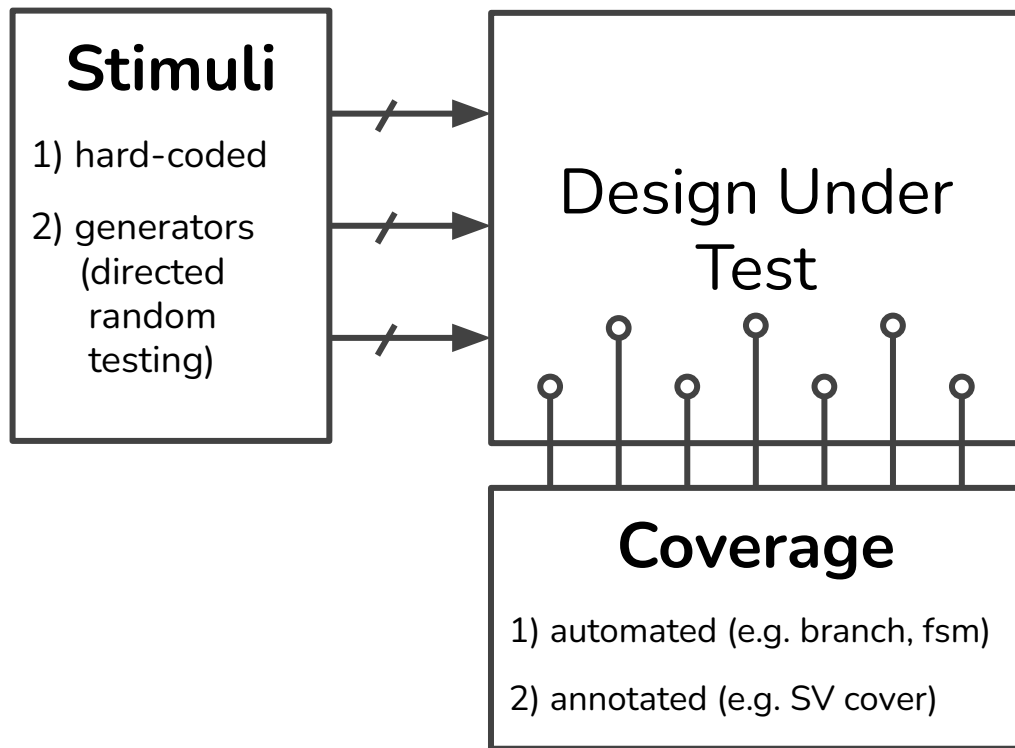 Stimuli
1) hard-coded
2) generators
(directed
random
testing)
Design Under
Test
Coverage
1) automated (e.g. branch, fsm)
2) annotated (e.g. SV cover)